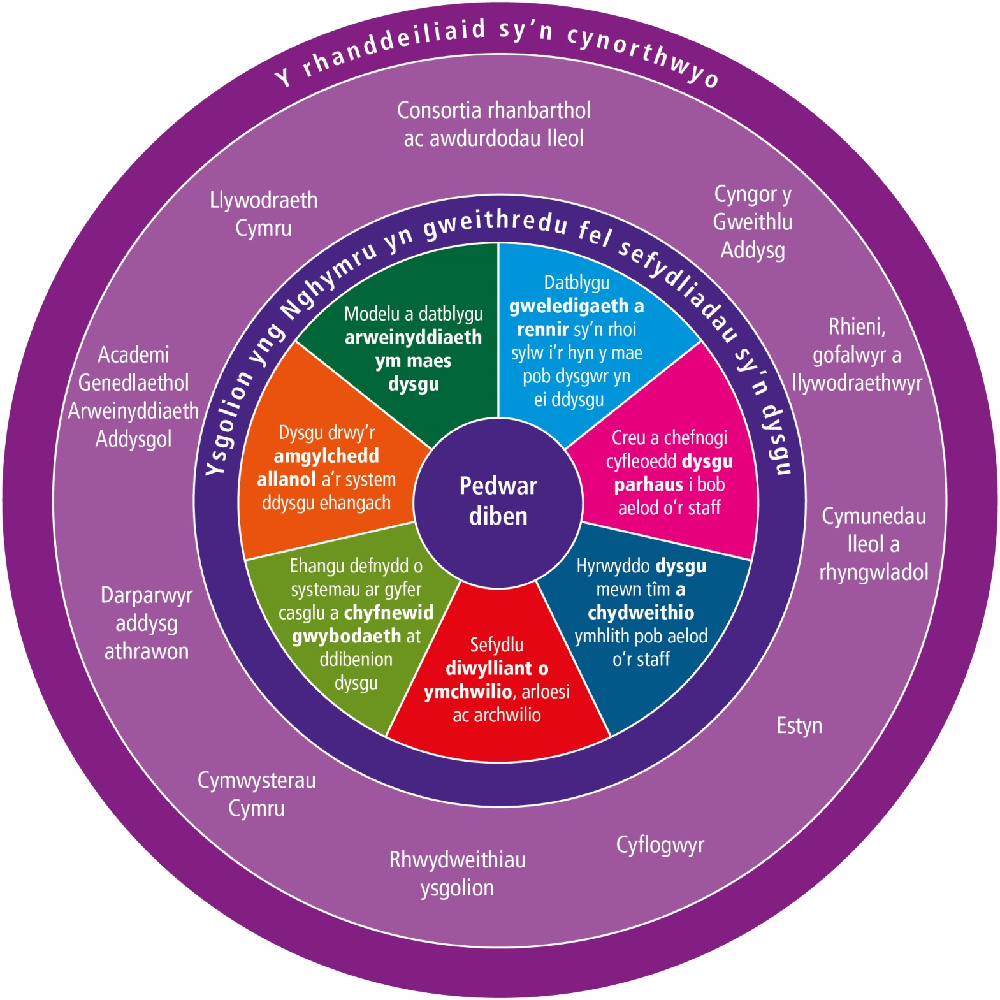 Y rhanddeiliaid sy’n cynorthwyo
Consortia rhanbarthol
ac awdurdodau lleol
Cyngor y
Gweithlu
Addysg
Rhieni,
gofalwyr a
llywodraethwyr
Cymunedau
lleol a
rhyngwladol
Estyn
Cyflogwyr
Rhwydweithiau
ysgolion
Cymwysterau
Cymru
Darparwyr
addysg
athrawon
Academi
Genedlaethol
Arweinyddiaeth
Addysgol
Llywodraeth
Cymru
Ysgolion yng Nghymru yn gweithredu fel sefydliadau sy’n dysgu
Datblygu
gweledigaeth a
rennir sy’n rhoi
sylw i’r hyn y mae
pob dysgwr yn
ei ddysgu
Creu a chefnogi
cyfleoedd dysgu
parhaus i bob
aelod o’r staff
Hyrwyddo dysgu
mewn tîm a
chydweithio
ymhlith pob aelod
o’r staff
Sefydlu
diwylliant o
ymchwilio, arloesi
ac archwilio
Ehangu defnydd o
systemau ar gyfer
casglu a chyfnewid
gwybodaeth at
ddibenion
dysgu
Dysgu drwy’r
amgylchedd
allanol a’r system
ddysgu ehangach
Modelu a datblygu
arweinyddiaeth
ym maes
dysgu
Pedwar
diben